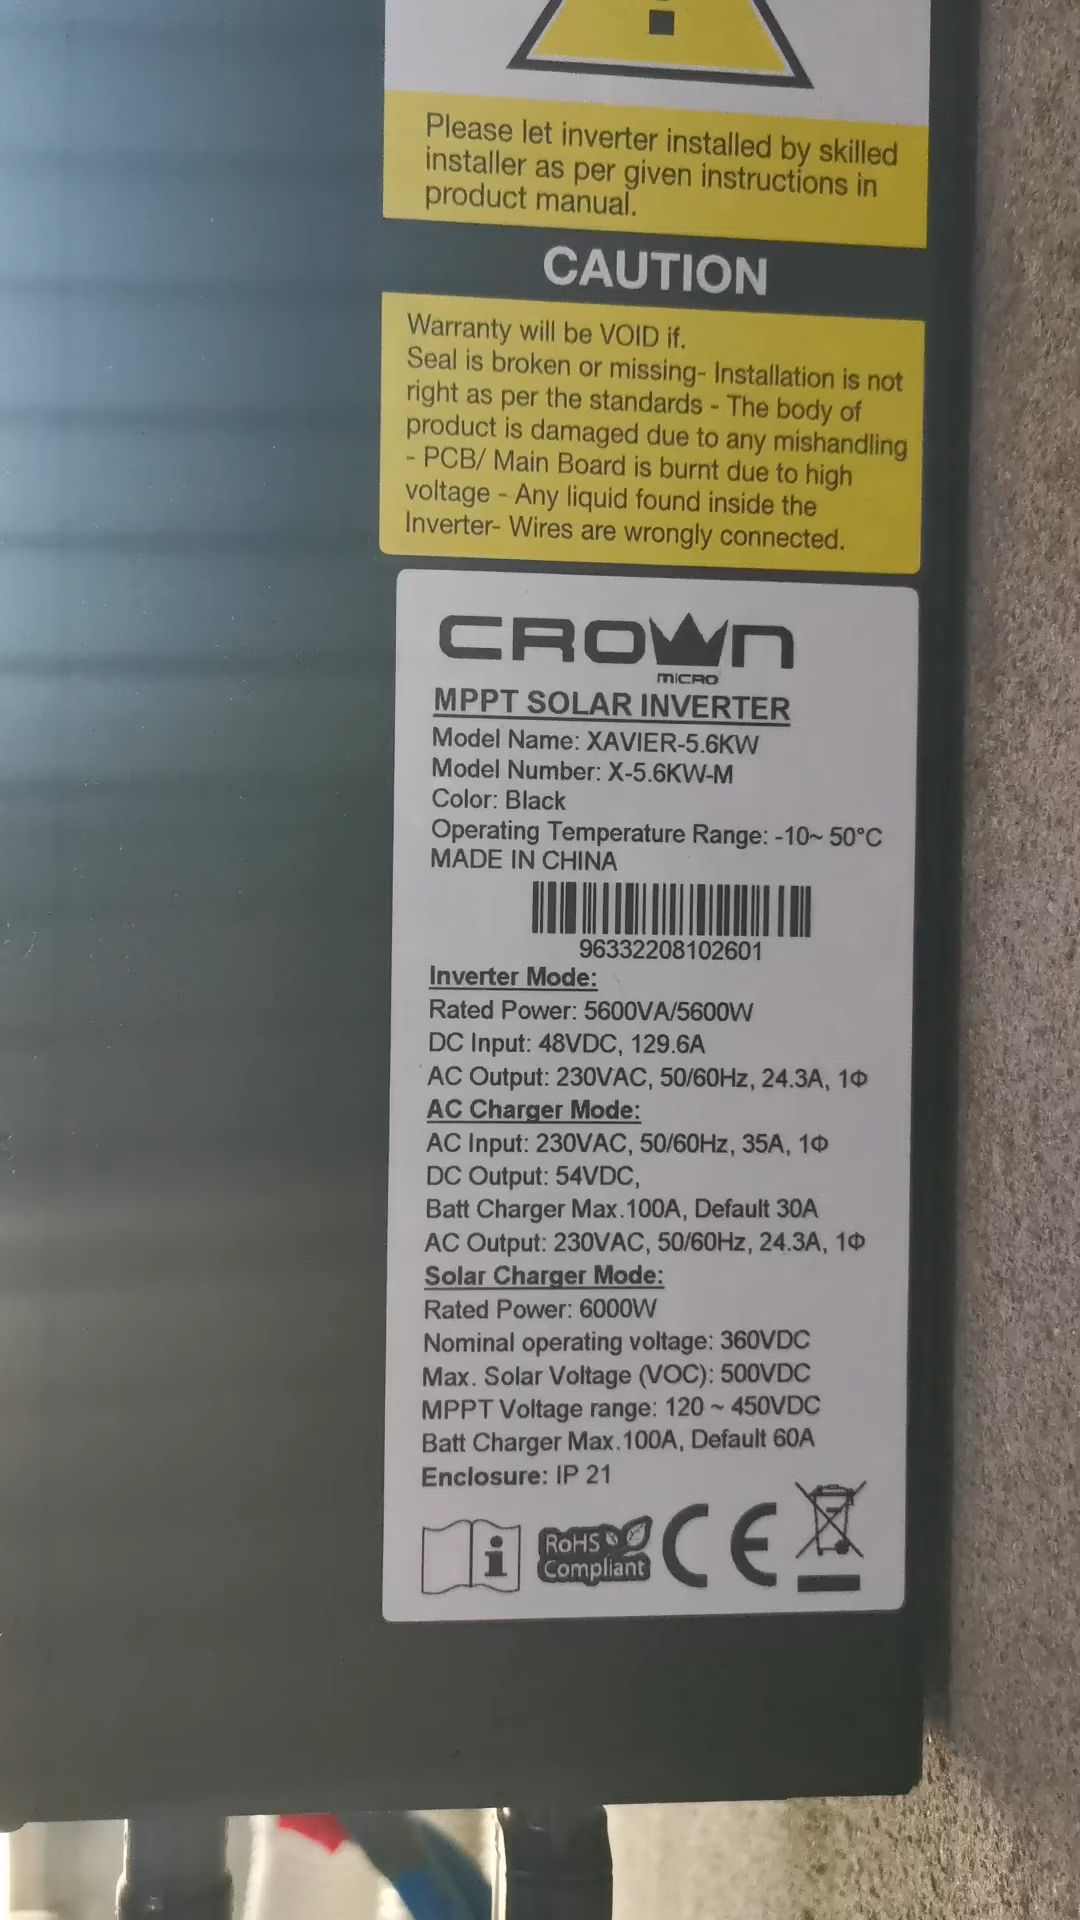 Please let inverter installed by skilled
installer as per given instructions in
product manual.
CAUTION
Warranty will be VOID if.
Seal is broken or missing- Installation is not
right as per the standards - The body of
product is damaged due to any mishandling
- PCB/ Main Board is burnt due to high
voltage - Any liquid found inside the
Inverter- Wires are wrongly connected.
CROWN
MICRO
MPPT SOLAR INVERTER
Model Name: XAVIER-5.6KW
Model Number: X-5.6KW-M
Color: Black
Operating Temperature Range: -10~ 50°C
MADE IN CHINA
96332208102601
Inverter Mode:
Rated Power: 5600VA/5600W
DC Input: 48VDC, 129.6A
AC Output: 230VAC, 50/60Hz, 24.3A, 1Φ
AC Charger Mode:
AC Input: 230VAC, 50/60Hz, 35A, 1Φ
DC Output: 54VDC,
Batt Charger Max.100A, Default 30A
AC Output: 230VAC, 50/60Hz, 24.3A, 1Φ
Solar Charger Mode:
Rated Power: 6000W
Nominal operating voltage: 360VDC
Max. Solar Voltage (VOC): 500VDC
MPPT Voltage range: 120 ~ 450VDC
Batt Charger Max.100A, Default 60A
Enclosure: IP 21
i
RoHS
Compliant
CE